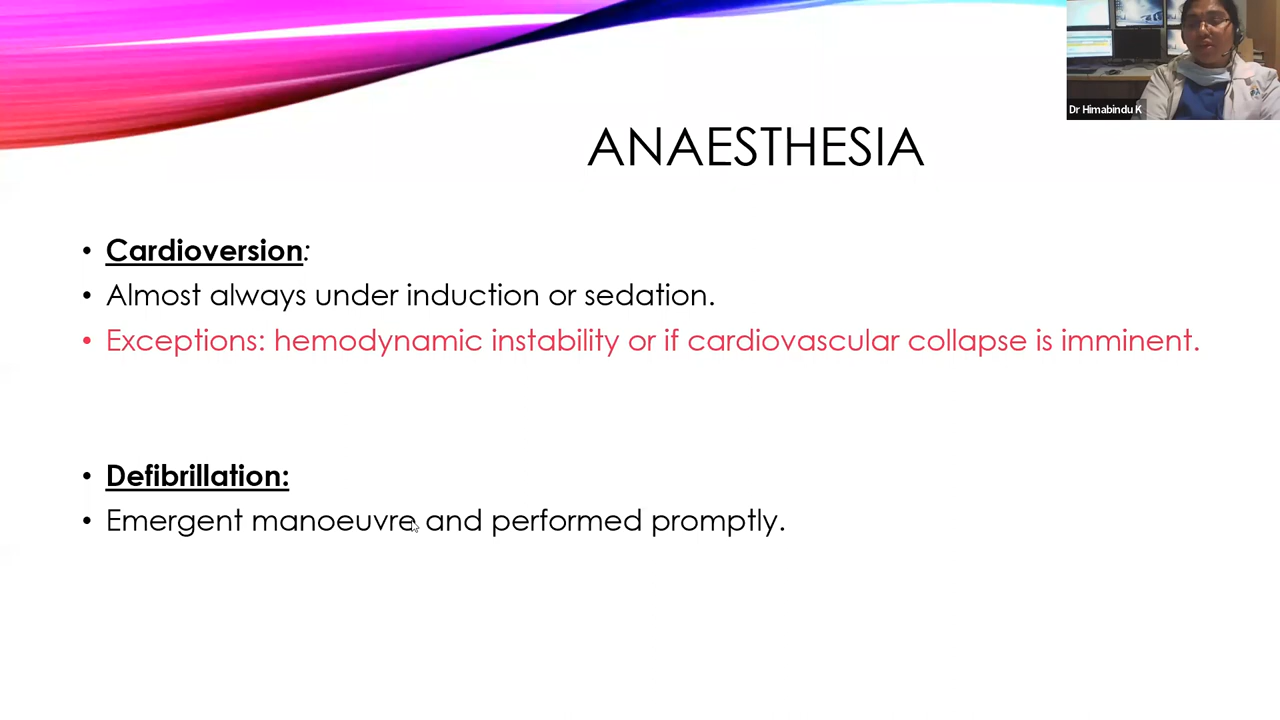 Dr Himabindu K
ANAESTHESIA
• Cardioversion:
• Almost always under induction or sedation.
• Exceptions: hemodynamic instability or if cardiovascular collapse is imminent.
• Defibrillation:
• Emergent manoeuvre and performed promptly.